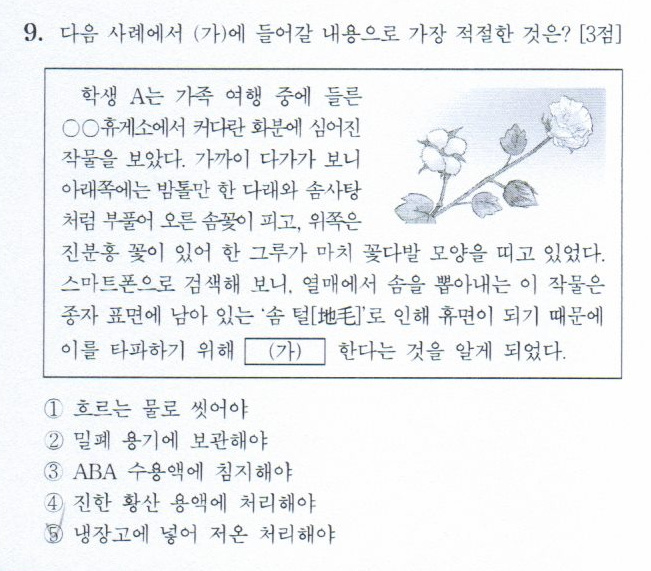 9. 다음 사례에서 (가)에 들어갈 내용으로 가장 적절한 것은? [3점]
학생 A는 가족 여행 중에 들른
○○휴게소에서 커다란 화분에 심어진
작물을 보았다. 가까이 다가가 보니
아래쪽에는 밤톨만 한 다래와 솜사탕
처럼 부풀어 오른 솜꽃이 피고, 위쪽은
진분홍 꽃이 있어 한 그루가 마치 꽃다발 모양을 띠고 있었다.
스마트폰으로 검색해 보니, 열매에서 솜을 뽑아내는 이 작물은
종자 표면에 남아 있는 ‘솜 털[地毛]’로 인해 휴면이 되기 때문에
이를 타파하기 위해 (가) 한다는 것을 알게 되었다.
① 흐르는 물로 씻어야
② 밀폐 용기에 보관해야
③ ABA 수용액에 침지해야
④ 진한 황산 용액에 처리해야
⑤ 냉장고에 넣어 저온 처리해야